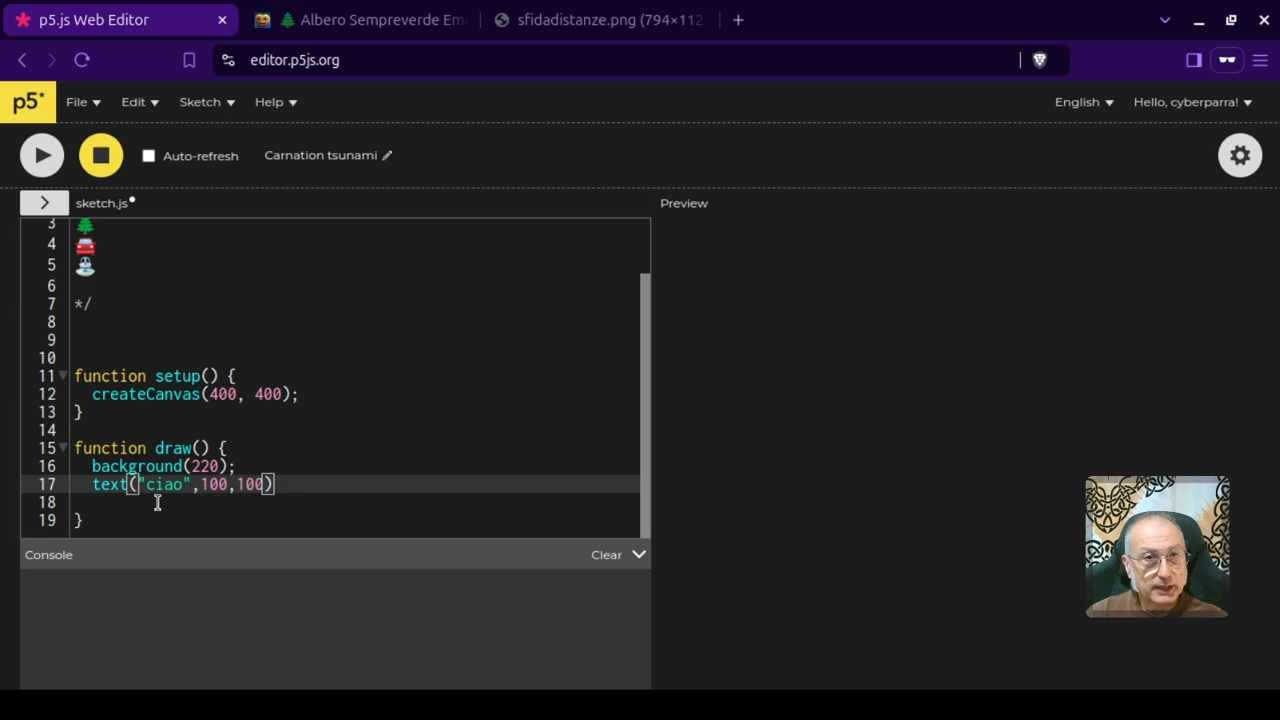 p5.js Web Editor
🌲 Albero Sempreverde Em
sfidadistanze.png (794×112
editor.p5js.org
p5*
File
Edit
Sketch
Help
English
Hello, cyberparra!
Auto-refresh
Carnation tsunami
sketch.js
Preview
3 🌲
4 🚘
5 ⛲
6
7 */
8
9
10
11 function setup() {
12 createCanvas(400, 400);
13 }
14
15 function draw() {
16 background(220);
17 text("ciao",100,100)
18
19 }
Console
Clear